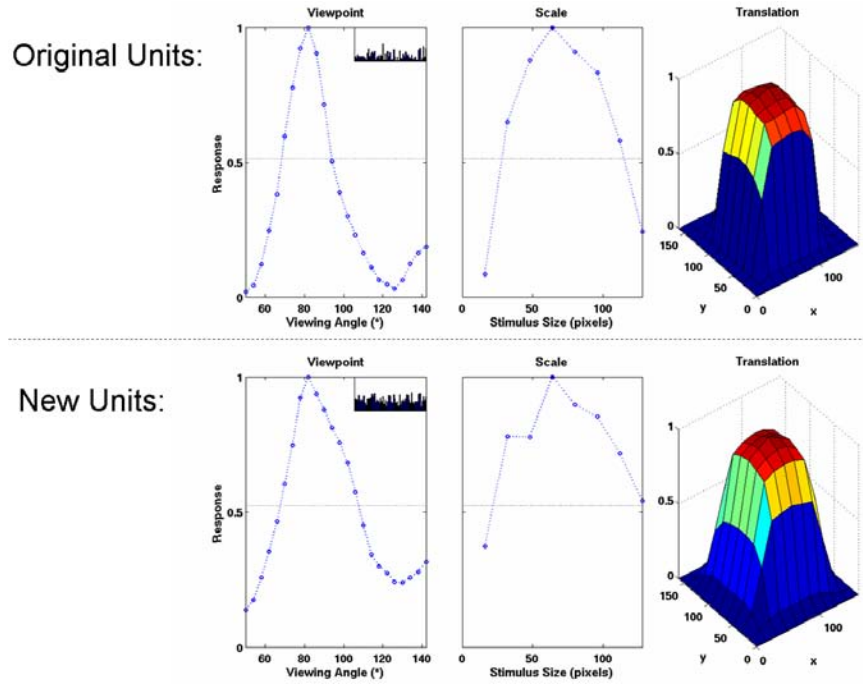 Original Units:
Viewpoint
Scale
Translation
Response
1
0.5
0
60 80 100 120 140
Viewing Angle (°)
0 50 100
Stimulus Size (pixels)
1
0.5
0
150
100
50
0
y
0
100
x
New Units:
Viewpoint
Scale
Translation
Response
1
0.5
0
60 80 100 120 140
Viewing Angle (°)
0 50 100
Stimulus Size (pixels)
1
0.5
0
150
100
50
0
y
0
100
x